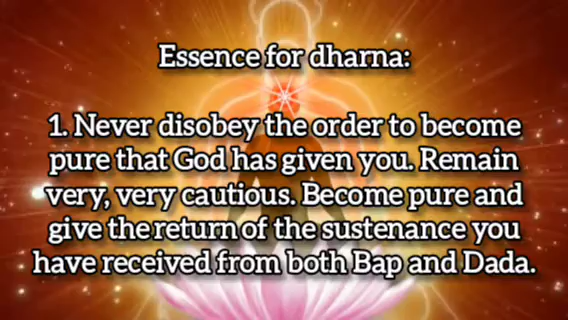 Essence for dharna:
1. Never disobey the order to become
pure that God has given you. Remain
very, very cautious. Become pure and
give the return of the sustenance you
have received from both Bap and Dada.